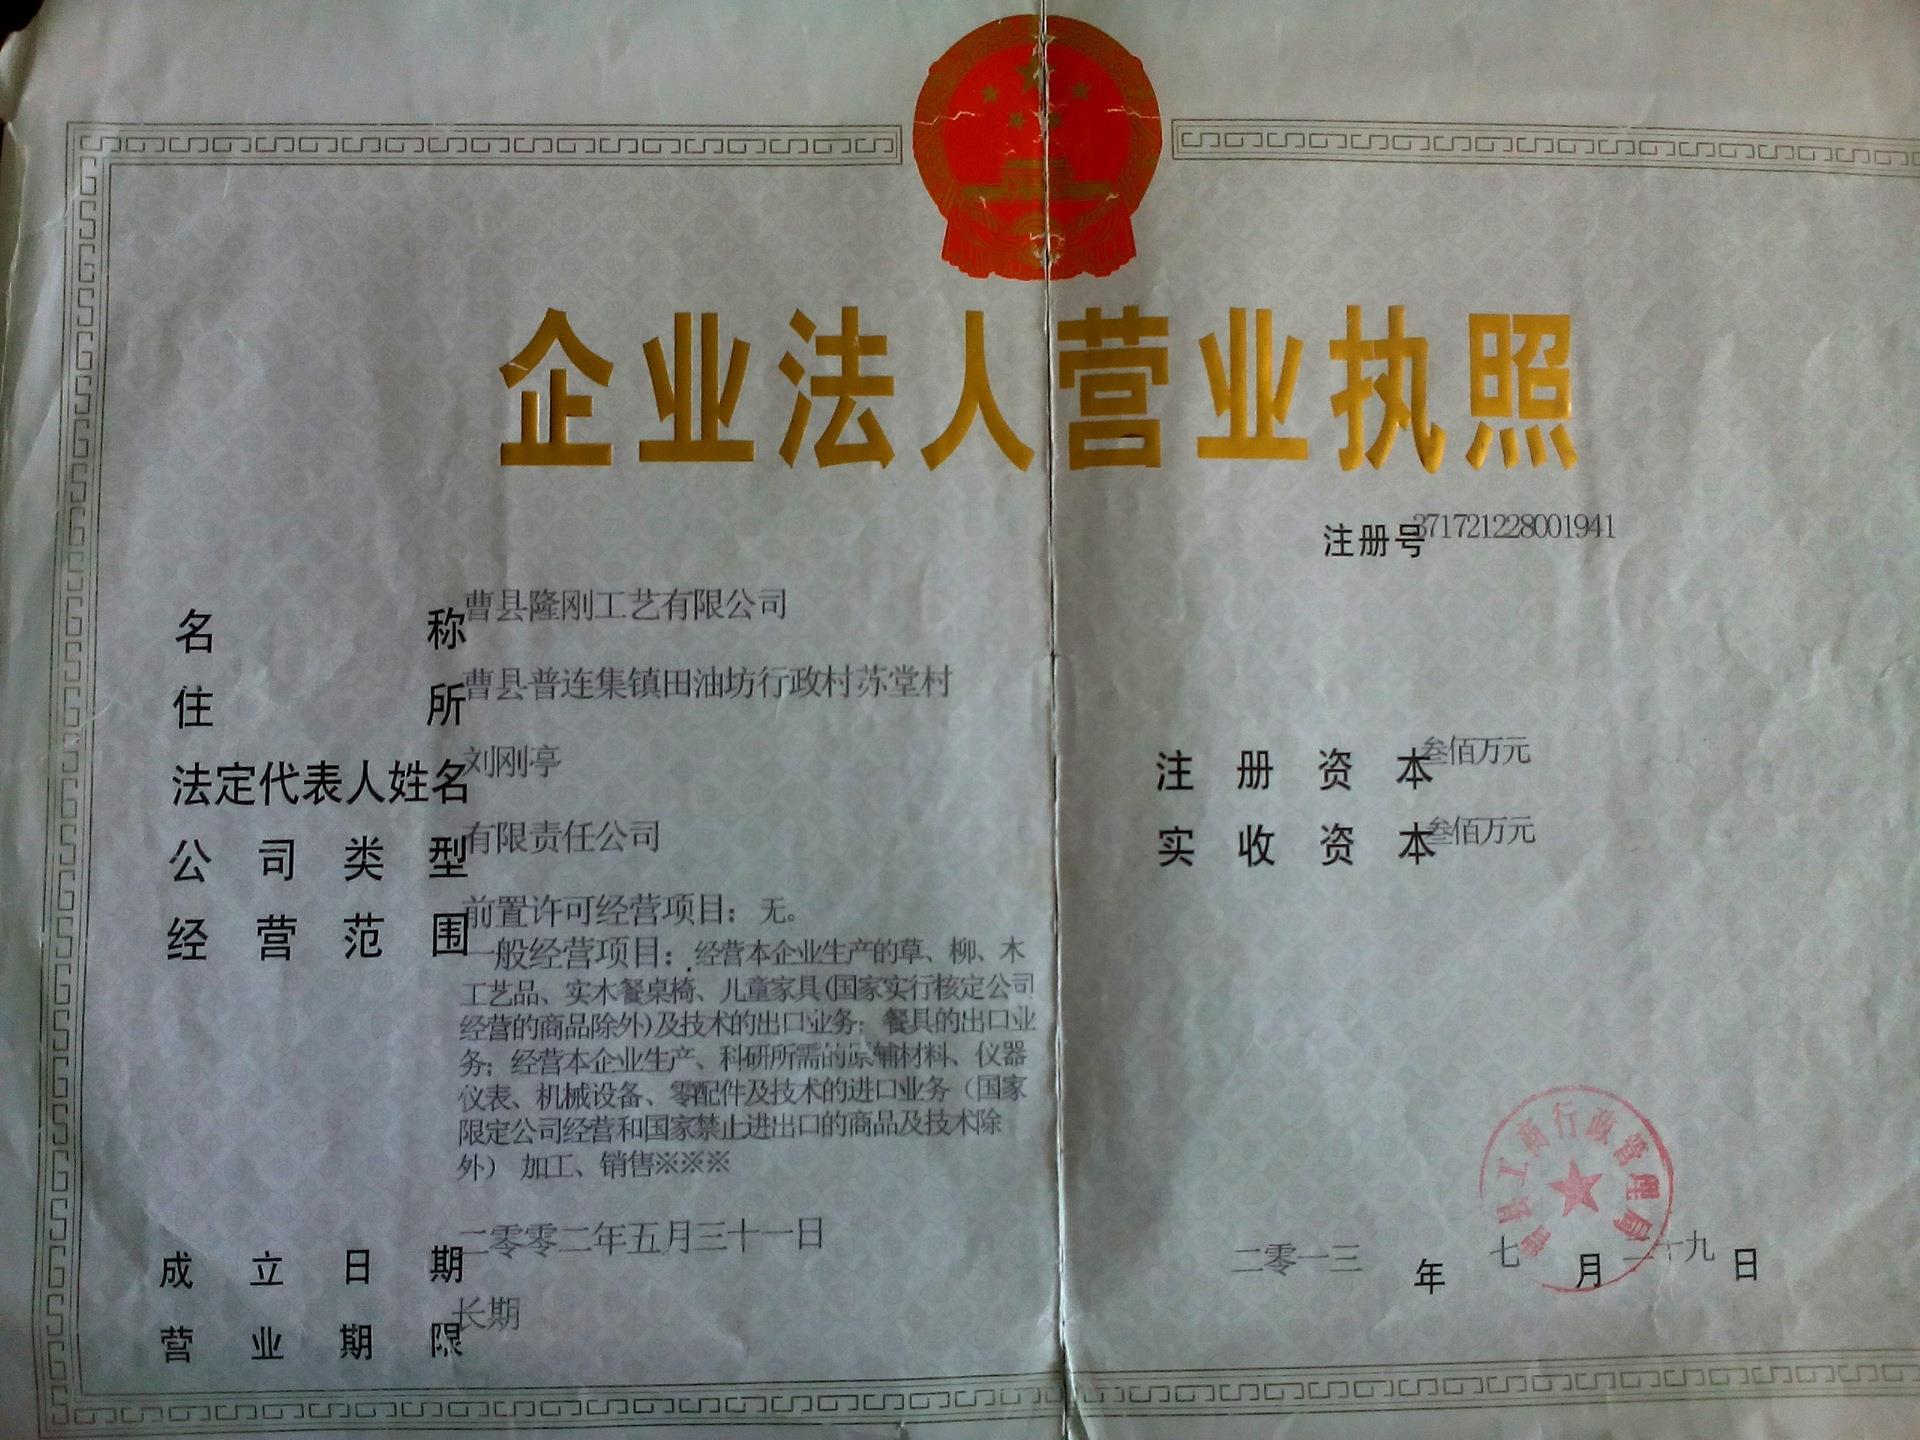 企业法人营业执照
注册号371721228001941
名称 曹县隆刚工艺有限公司
住所 曹县普连集镇田油坊行政村苏堂村
法定代表人姓名 刘刚亭
注册资本 叁佰万元
公司类型 有限责任公司
实收资本 叁佰万元
经营范围 前置许可经营项目：无。
一般经营项目：经营本企业生产的草、柳、木
工艺品、实木餐桌椅、儿童家具(国家实行核定公司
经营的商品除外)及技术的出口业务；餐具的出口业
务；经营本企业生产、科研所需的原辅材料、仪器
仪表、机械设备、零配件及技术的进口业务（国家
限定公司经营和国家禁止进出口的商品及技术除
外） 加工、销售※※※
成立日期 二零零二年五月三十一日
营业期限 长期
曹县工商行政管理局
二零一三年七月二十九日